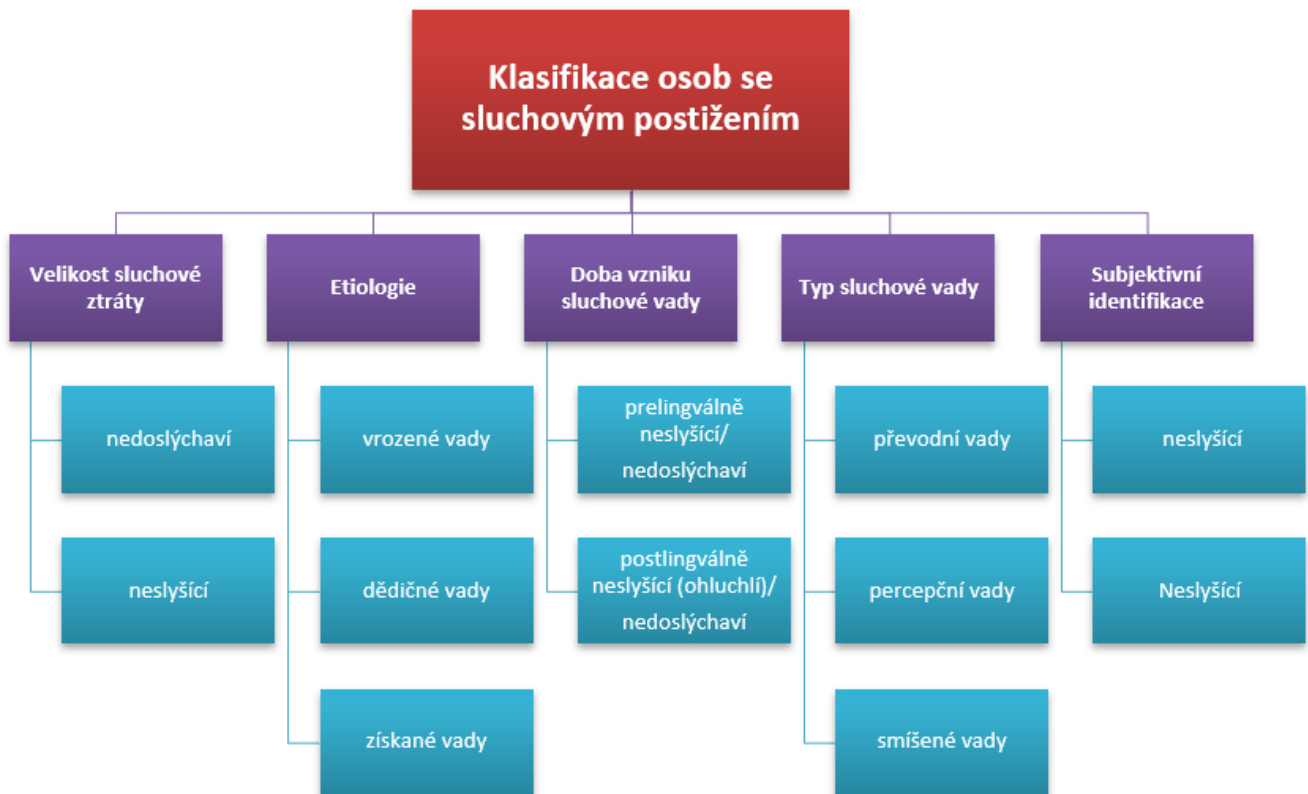 Klasifikace osob se
sluchovým postižením
Velikost sluchové
ztráty
nedoslýchaví
neslyšící
Etiologie
vrozené vady
dědičné vady
získané vady
Doba vzniku
sluchové vady
prelingválně
neslyšící/
nedoslýchaví
postlingválně
neslyšící (ohluchlí)/
nedoslýchaví
Typ sluchové vady
převodní vady
percepční vady
smíšené vady
Subjektivní
identifikace
neslyšící
Neslyšící